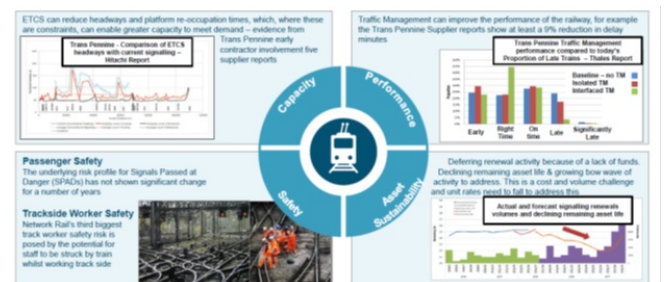 ETCS can reduce headways and platform re-occupation times, which, where these
are constraints, can enable greater capacity to meet demand – evidence from
Trans Pennine early
contractor involvement five
supplier reports
Trans Pennine - Comparison of ETCS
headways with current signalling –
Hitachi Report
Traffic Management can improve the performance of the railway, for example
the Trans Pennine Supplier reports show at least a 9% reduction in delay
minutes
Trans Pennine Traffic Management
performance compared to today's
Proportion of Late Trains – Thales Report
Baseline – no TM
Isolated TM
Interfaced TM
Early
Right
Time
On
time
Late
Significantly
Late
Capacity
Performance
Safety
Asset
Sustainability
Passenger Safety
The underlying risk profile for Signals Passed at
Danger (SPADs) has not shown significant change
for a number of years
Trackside Worker Safety
Network Rail's third biggest
track worker safety risk is
posed by the potential for
staff to be struck by train
whilst working track side
Deferring renewal activity because of a lack of funds.
Declining remaining asset life & growing bow wave of
activity to address. This is a cost and volume challenge
and unit rates need to fall to address this
Actual and forecast signalling renewals
volumes and declining remaining asset life